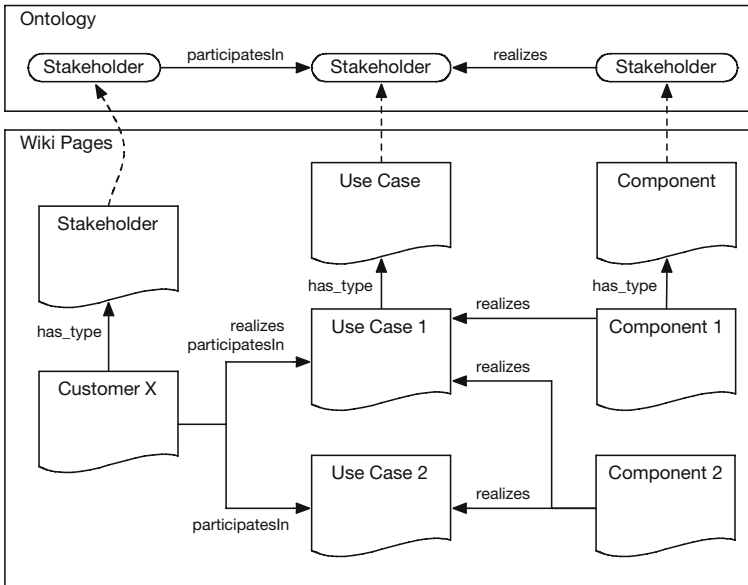 Ontology
Stakeholder
participatesIn
Stakeholder
realizes
Stakeholder
Wiki Pages
Use Case
Component
Stakeholder
has_type
has_type
has_type
realizes
participatesIn
Use Case 1
realizes
Component 1
Customer X
realizes
Use Case 2
Component 2
participatesIn
realizes